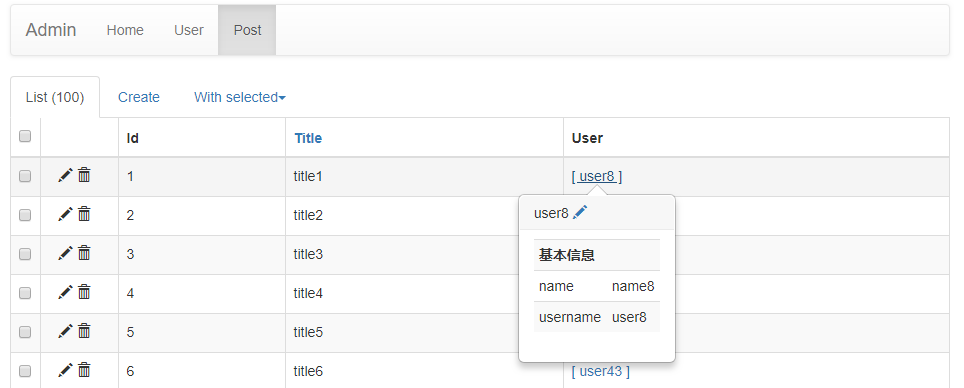 Admin Home User Post
List (100) Create With selected
Id Title User
1 title1 [ user8 ]
2 title2
3 title3
4 title4
5 title5
6 title6 [ user43 ]
user8
基本信息
name name8
username user8